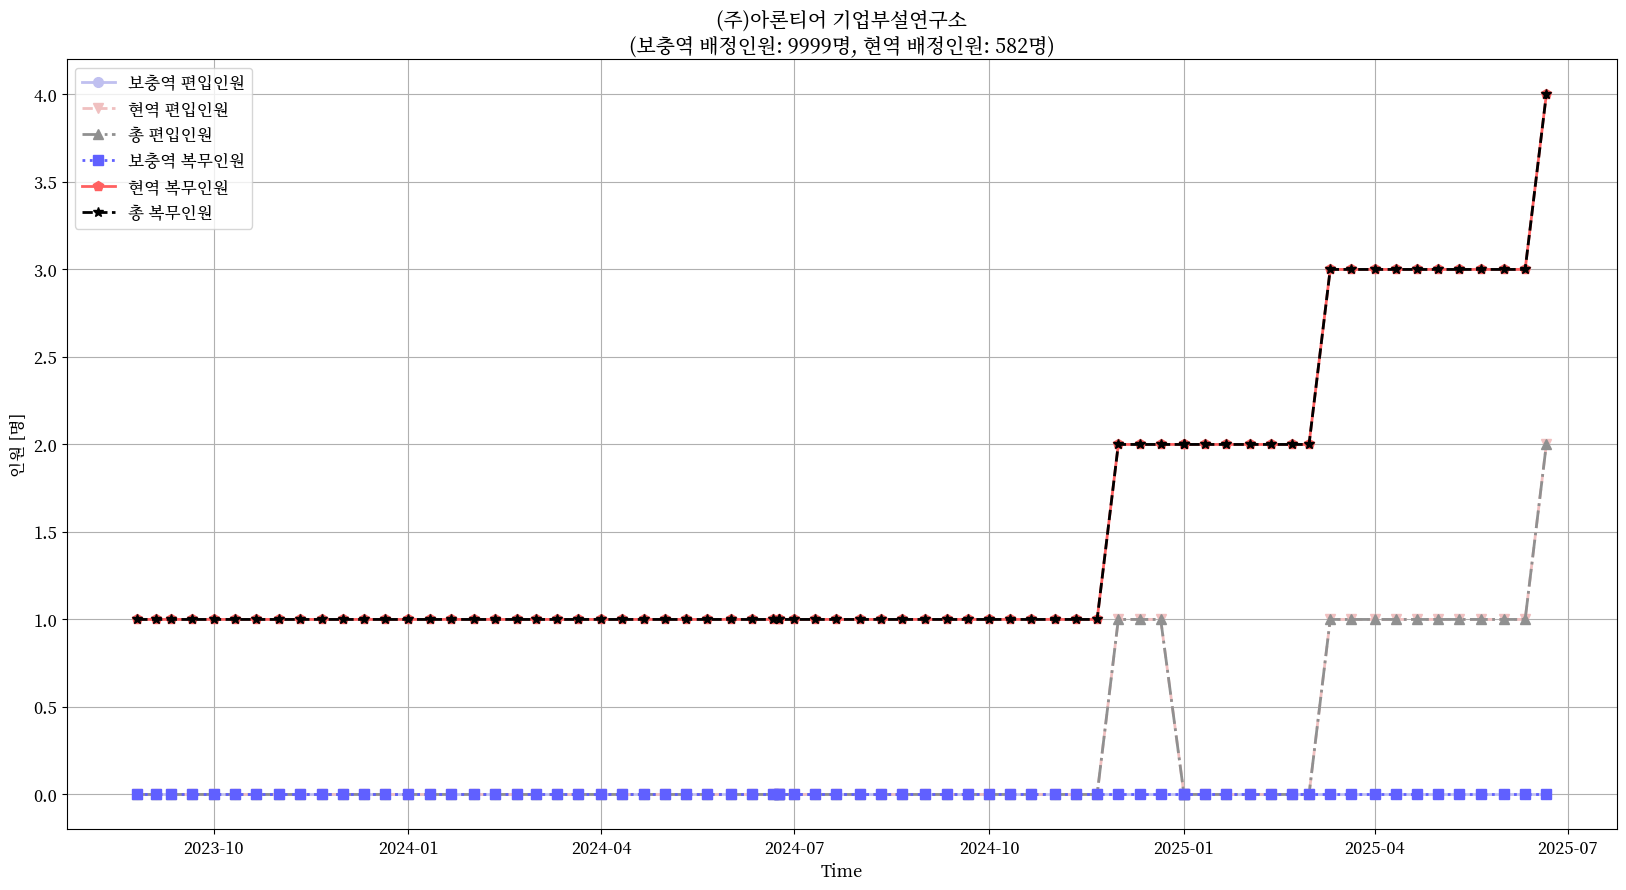 (주)아론티어 기업부설연구소
(보충역 배정인원: 9999명, 현역 배정인원: 582명)
보충역 편입인원
현역 편입인원
총 편입인원
보충역 복무인원
현역 복무인원
총 복무인원
4.0
3.5
3.0
2.5
2.0
1.5
1.0
0.5
0.0
인원 [명]
2023-10 2024-01 2024-04 2024-07 2024-10 2025-01 2025-04 2025-07
Time